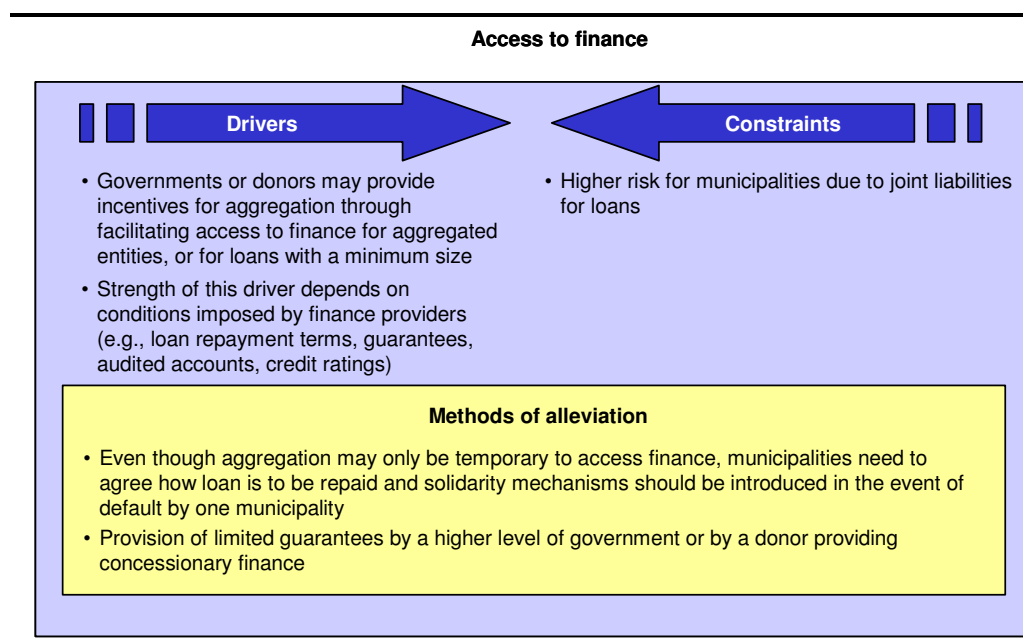 Access to finance
Drivers
Constraints
• Governments or donors may provide
incentives for aggregation through
facilitating access to finance for aggregated
entities, or for loans with a minimum size
• Strength of this driver depends on
conditions imposed by finance providers
(e.g., loan repayment terms, guarantees,
audited accounts, credit ratings)
• Higher risk for municipalities due to joint liabilities
for loans
Methods of alleviation
• Even though aggregation may only be temporary to access finance, municipalities need to
agree how loan is to be repaid and solidarity mechanisms should be introduced in the event of
default by one municipality
• Provision of limited guarantees by a higher level of government or by a donor providing
concessionary finance